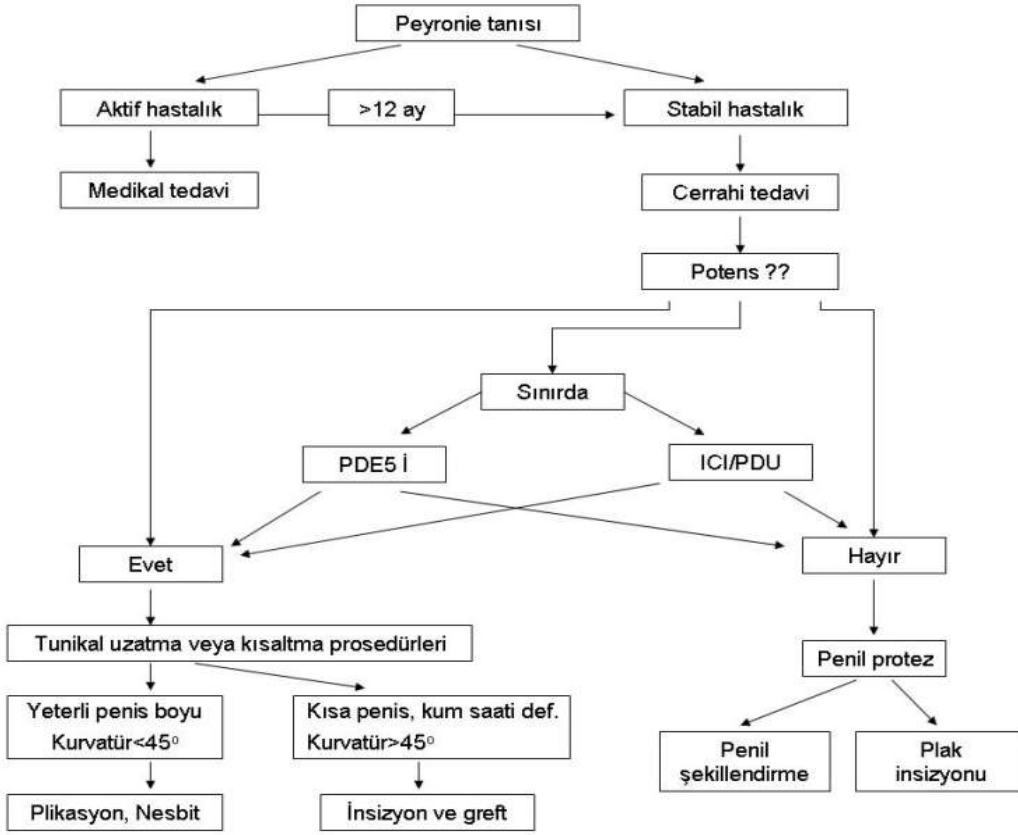 Peyronie tanısı
Aktif hastalık
>12 ay
Stabil hastalık
Medikal tedavi
Cerrahi tedavi
Potens ??
Sınırda
PDE5 İ
ICI/PDU
Evet
Hayır
Tunikal uzatma veya kısaltma prosedürleri
Penil protez
Yeterli penis boyu
Kurvatür<45°
Kısa penis, kum saati def.
Kurvatür>45°
Penil
şekillendirme
Plak
insizyonu
Plikasyon, Nesbit
İnsizyon ve greft